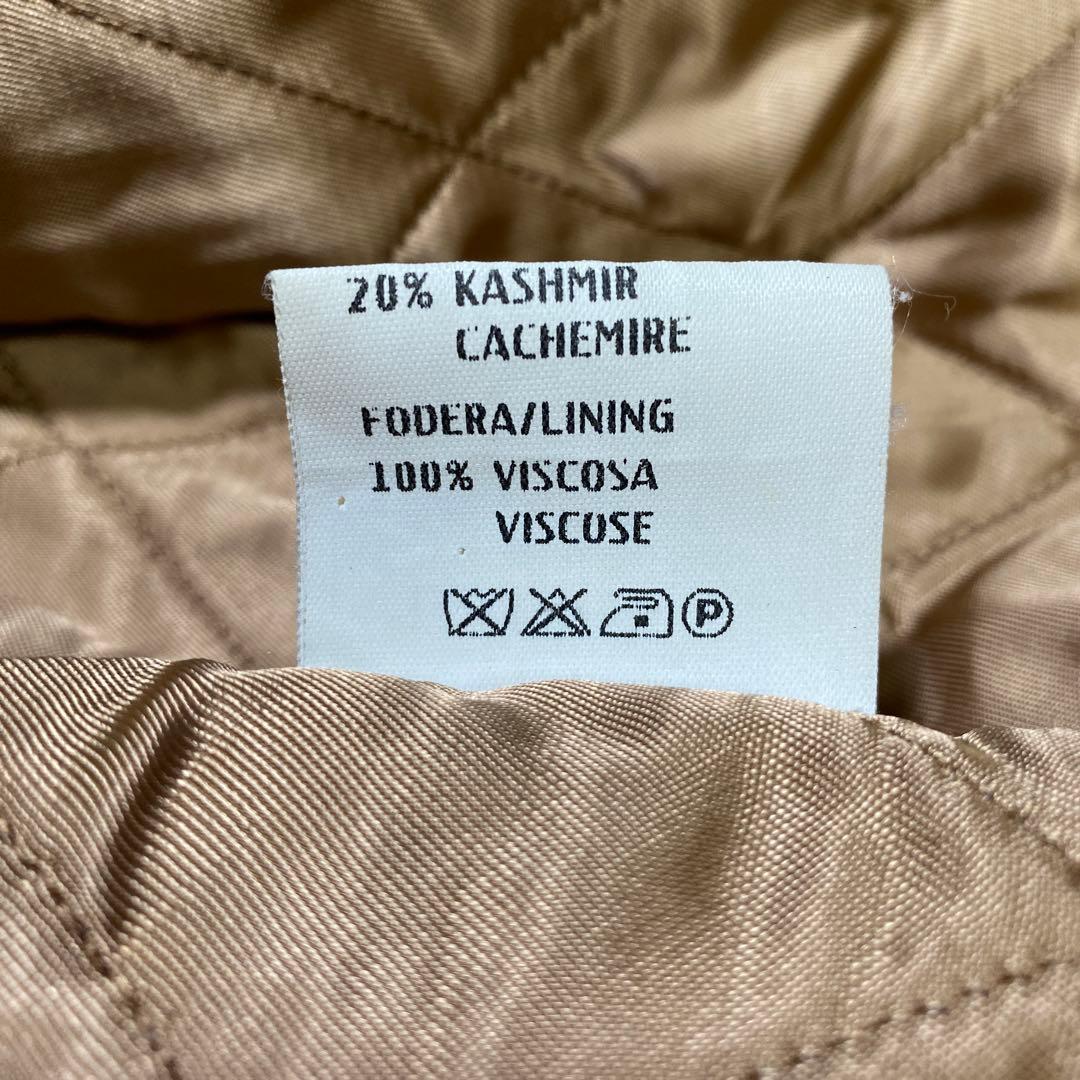 20% KASHMIR
CACHEMIRE
FODERA/LINING
100% VISCOSA
VISCOSE
P